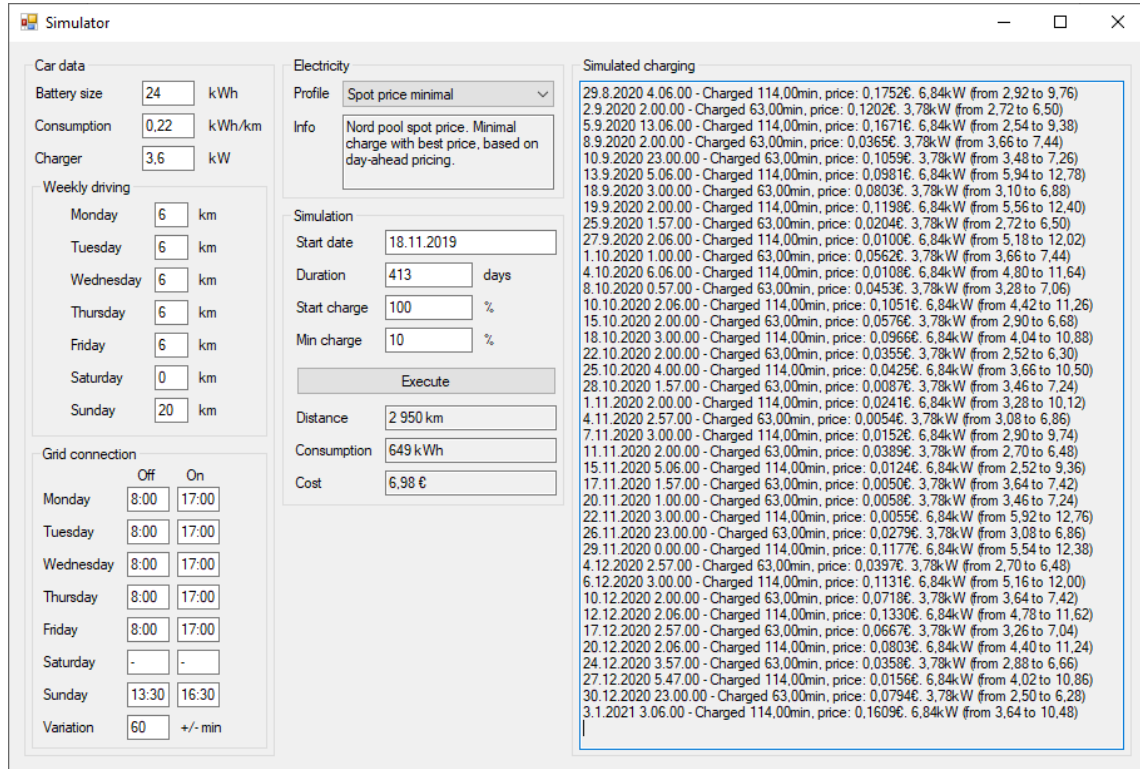 Simulator
Car data
Battery size 24 kWh
Consumption 0,22 kWh/km
Charger 3,6 kW
Weekly driving
Monday 6 km
Tuesday 6 km
Wednesday 6 km
Thursday 6 km
Friday 6 km
Saturday 0 km
Sunday 20 km
Grid connection
Off On
Monday 8:00 17:00
Tuesday 8:00 17:00
Wednesday 8:00 17:00
Thursday 8:00 17:00
Friday 8:00 17:00
Saturday - -
Sunday 13:30 16:30
Variation 60 +/- min
Electricity
Profile Spot price minimal
Info Nord pool spot price. Minimal
charge with best price, based on
day-ahead pricing.
Simulation
Start date 18.11.2019
Duration 413 days
Start charge 100 %
Min charge 10 %
Execute
Distance 2 950 km
Consumption 649 kWh
Cost 6,98 €
Simulated charging
29.8.2020 4.06.00 - Charged 114,00min, price: 0,1752€. 6,84kW (from 2,92 to 9,76)
2.9.2020 2.00.00 - Charged 63,00min, price: 0,1202€. 3,78kW (from 2,72 to 6,50)
5.9.2020 13.06.00 - Charged 114,00min, price: 0,1671€. 6,84kW (from 2,54 to 9,38)
8.9.2020 2.00.00 - Charged 63,00min, price: 0,0365€. 3,78kW (from 3,66 to 7,44)
10.9.2020 23.00.00 - Charged 63,00min, price: 0,1059€. 3,78kW (from 3,48 to 7,26)
13.9.2020 5.06.00 - Charged 114,00min, price: 0,0981€. 6,84kW (from 5,94 to 12,78)
18.9.2020 3.00.00 - Charged 63,00min, price: 0,0803€. 3,78kW (from 3,10 to 6,88)
19.9.2020 2.00.00 - Charged 114,00min, price: 0,1198€. 6,84kW (from 5,56 to 12,40)
25.9.2020 1.57.00 - Charged 63,00min, price: 0,0204€. 3,78kW (from 2,72 to 6,50)
27.9.2020 2.06.00 - Charged 114,00min, price: 0,0100€. 6,84kW (from 5,18 to 12,02)
1.10.2020 1.00.00 - Charged 63,00min, price: 0,0562€. 3,78kW (from 3,66 to 7,44)
4.10.2020 6.06.00 - Charged 114,00min, price: 0,0108€. 6,84kW (from 4,80 to 11,64)
8.10.2020 0.57.00 - Charged 63,00min, price: 0,0453€. 3,78kW (from 3,28 to 7,06)
10.10.2020 2.06.00 - Charged 114,00min, price: 0,1051€. 6,84kW (from 4,42 to 11,26)
15.10.2020 2.00.00 - Charged 63,00min, price: 0,0576€. 3,78kW (from 2,90 to 6,68)
18.10.2020 3.00.00 - Charged 114,00min, price: 0,0966€. 6,84kW (from 4,04 to 10,88)
22.10.2020 2.00.00 - Charged 63,00min, price: 0,0355€. 3,78kW (from 2,52 to 6,30)
25.10.2020 4.00.00 - Charged 114,00min, price: 0,0425€. 6,84kW (from 3,66 to 10,50)
28.10.2020 1.57.00 - Charged 63,00min, price: 0,0087€. 3,78kW (from 3,46 to 7,24)
1.11.2020 2.00.00 - Charged 114,00min, price: 0,0241€. 6,84kW (from 3,28 to 10,12)
4.11.2020 2.57.00 - Charged 63,00min, price: 0,0054€. 3,78kW (from 3,08 to 6,86)
7.11.2020 3.00.00 - Charged 114,00min, price: 0,0152€. 6,84kW (from 2,90 to 9,74)
11.11.2020 2.00.00 - Charged 63,00min, price: 0,0389€. 3,78kW (from 2,70 to 6,48)
15.11.2020 5.06.00 - Charged 114,00min, price: 0,0124€. 6,84kW (from 2,52 to 9,36)
17.11.2020 1.57.00 - Charged 63,00min, price: 0,0050€. 3,78kW (from 3,64 to 7,42)
20.11.2020 1.00.00 - Charged 63,00min, price: 0,0058€. 3,78kW (from 3,46 to 7,24)
22.11.2020 3.00.00 - Charged 114,00min, price: 0,0055€. 6,84kW (from 5,92 to 12,76)
26.11.2020 23.00.00 - Charged 63,00min, price: 0,0279€. 3,78kW (from 3,08 to 6,86)
29.11.2020 0.00.00 - Charged 114,00min, price: 0,1177€. 6,84kW (from 5,54 to 12,38)
4.12.2020 2.57.00 - Charged 63,00min, price: 0,0397€. 3,78kW (from 2,70 to 6,48)
6.12.2020 3.00.00 - Charged 114,00min, price: 0,1131€. 6,84kW (from 5,16 to 12,00)
10.12.2020 2.00.00 - Charged 63,00min, price: 0,0718€. 3,78kW (from 3,64 to 7,42)
12.12.2020 2.06.00 - Charged 114,00min, price: 0,1330€. 6,84kW (from 4,78 to 11,62)
17.12.2020 2.57.00 - Charged 63,00min, price: 0,0667€. 3,78kW (from 3,26 to 7,04)
20.12.2020 2.06.00 - Charged 114,00min, price: 0,0803€. 6,84kW (from 4,40 to 11,24)
24.12.2020 3.57.00 - Charged 63,00min, price: 0,0358€. 3,78kW (from 2,88 to 6,66)
27.12.2020 5.47.00 - Charged 114,00min, price: 0,0156€. 6,84kW (from 4,02 to 10,86)
30.12.2020 23.00.00 - Charged 63,00min, price: 0,0794€. 3,78kW (from 2,50 to 6,28)
3.1.2021 3.06.00 - Charged 114,00min, price: 0,1609€. 6,84kW (from 3,64 to 10,48)